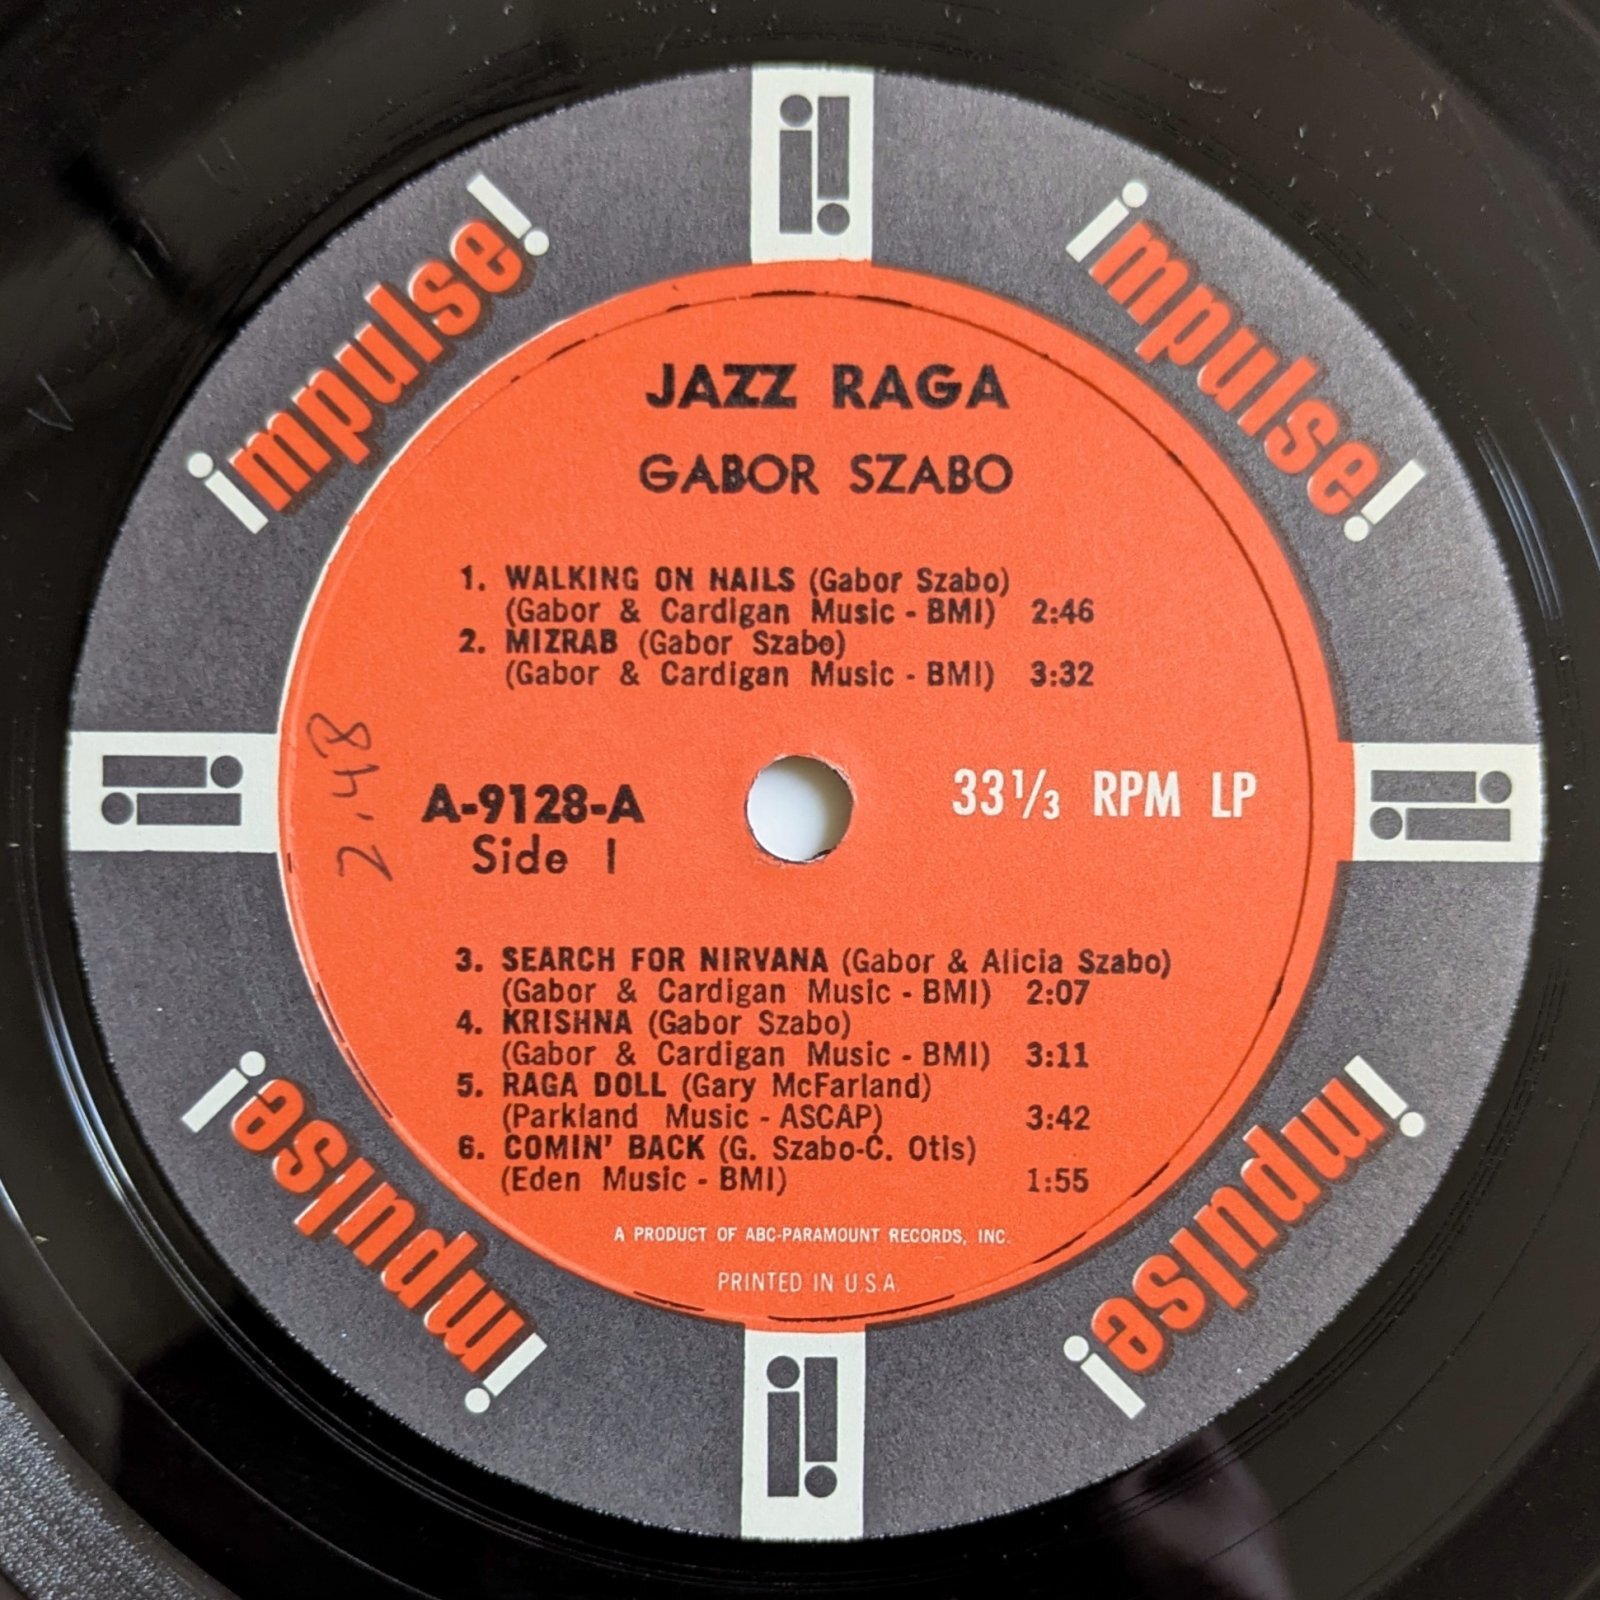 impulse!
impulse!
JAZZ RAGA
GABOR SZABO
1. WALKING ON NAILS (Gabor Szabo)
(Gabor & Cardigan Music - BMI) 2:46
2. MIZRAB (Gabor Szabo)
(Gabor & Cardigan Music - BMI) 3:32
2,48
A-9128-A
Side 1
33 1/3 RPM LP
3. SEARCH FOR NIRVANA (Gabor & Alicia Szabo)
(Gabor & Cardigan Music - BMI) 2:07
4. KRISHNA (Gabor Szabo)
(Gabor & Cardigan Music - BMI) 3:11
5. RAGA DOLL (Gary McFarland)
(Parkland Music - ASCAP) 3:42
6. COMIN' BACK (G. Szabo-C. Otis)
(Eden Music - BMI) 1:55
A PRODUCT OF ABC-PARAMOUNT RECORDS, INC.
PRINTED IN U.S.A.
impulse!
impulse!